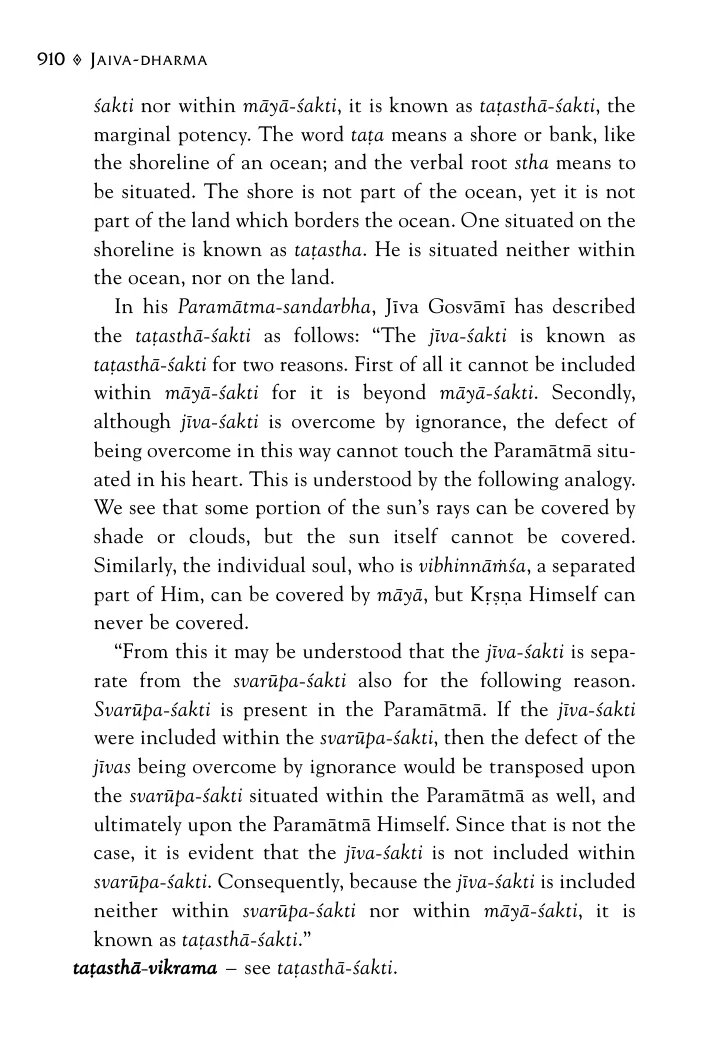 910 ◊ JAIVA-DHARMA
śakti nor within māyā-śakti, it is known as taṭasthā-śakti, the
marginal potency. The word taṭa means a shore or bank, like
the shoreline of an ocean; and the verbal root stha means to
be situated. The shore is not part of the ocean, yet it is not
part of the land which borders the ocean. One situated on the
shoreline is known as taṭastha. He is situated neither within
the ocean, nor on the land.
In his Paramātma-sandarbha, Jīva Gosvāmī has described
the taṭasthā-śakti as follows: “The jīva-śakti is known as
taṭasthā-śakti for two reasons. First of all it cannot be included
within māyā-śakti for it is beyond māyā-śakti. Secondly,
although jīva-śakti is overcome by ignorance, the defect of
being overcome in this way cannot touch the Paramātmā situ-
ated in his heart. This is understood by the following analogy.
We see that some portion of the sun’s rays can be covered by
shade or clouds, but the sun itself cannot be covered.
Similarly, the individual soul, who is vibhinnāṁśa, a separated
part of Him, can be covered by māyā, but Kṛṣṇa Himself can
never be covered.
“From this it may be understood that the jīva-śakti is sepa-
rate from the svarūpa-śakti also for the following reason.
Svarūpa-śakti is present in the Paramātmā. If the jīva-śakti
were included within the svarūpa-śakti, then the defect of the
jīvas being overcome by ignorance would be transposed upon
the svarūpa-śakti situated within the Paramātmā as well, and
ultimately upon the Paramātmā Himself. Since that is not the
case, it is evident that the jīva-śakti is not included within
svarūpa-śakti. Consequently, because the jīva-śakti is included
neither within svarūpa-śakti nor within māyā-śakti, it is
known as taṭasthā-śakti.”
taṭasthā-vikrama – see taṭasthā-śakti.